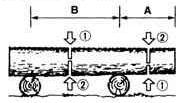 B A
① ②
② ①